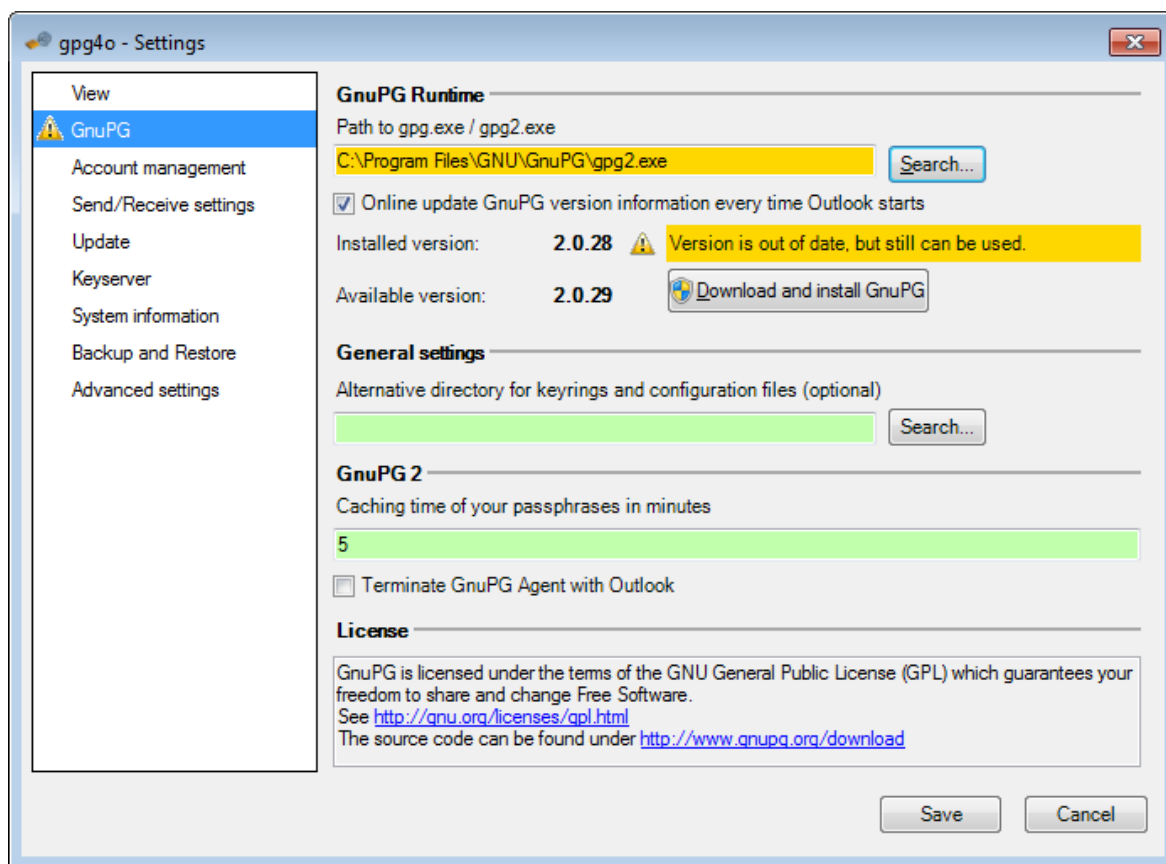 gpg4o - Settings
View
GnuPG
Account management
Send/Receive settings
Update
Keyserver
System information
Backup and Restore
Advanced settings
GnuPG Runtime
Path to gpg.exe / gpg2.exe
C:\Program Files\GNU\GnuPG\gpg2.exe
Search...
Online update GnuPG version information every time Outlook starts
Installed version: 2.0.28 Version is out of date, but still can be used.
Available version: 2.0.29 Download and install GnuPG
General settings
Alternative directory for keyrings and configuration files (optional)
Search...
GnuPG 2
Caching time of your passphrases in minutes
5
Terminate GnuPG Agent with Outlook
License
GnuPG is licensed under the terms of the GNU General Public License (GPL) which guarantees your
freedom to share and change Free Software.
See http://gnu.org/licenses/gpl.html
The source code can be found under http://www.gnupg.org/download
Save
Cancel